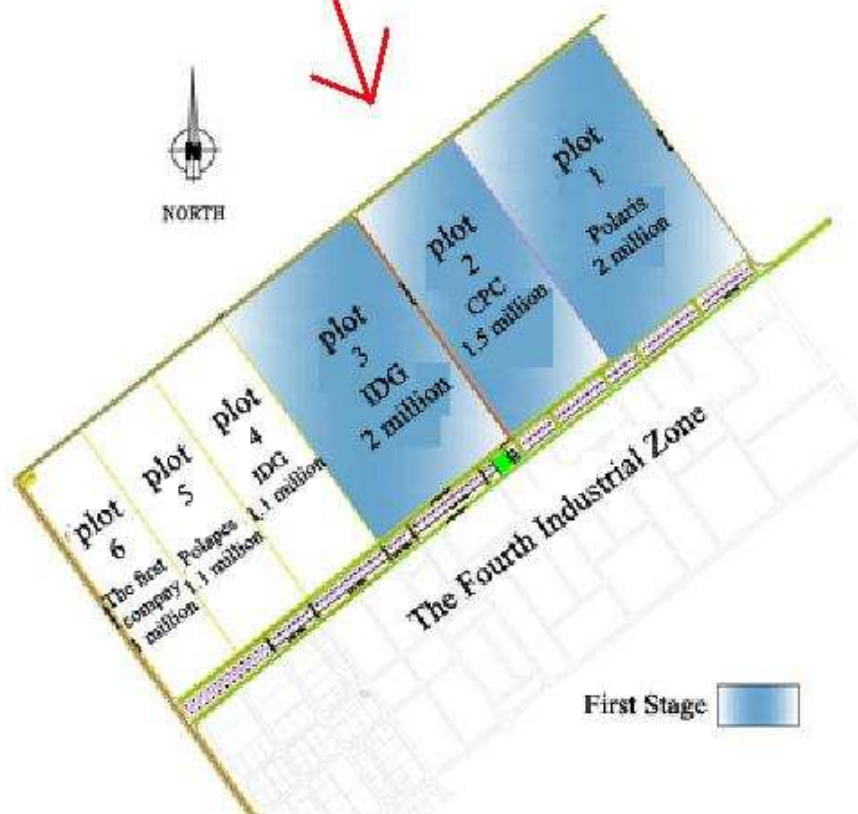 N
NORTH
plot
1
Polaris
2 million
plot
2
CPC
1.5 million
plot
3
IDG
2 million
plot
4
IDG
1.1 million
plot
5
Polapes
1.1 million
plot
6
The first
compay
million
The Fourth Industrial Zone
First Stage